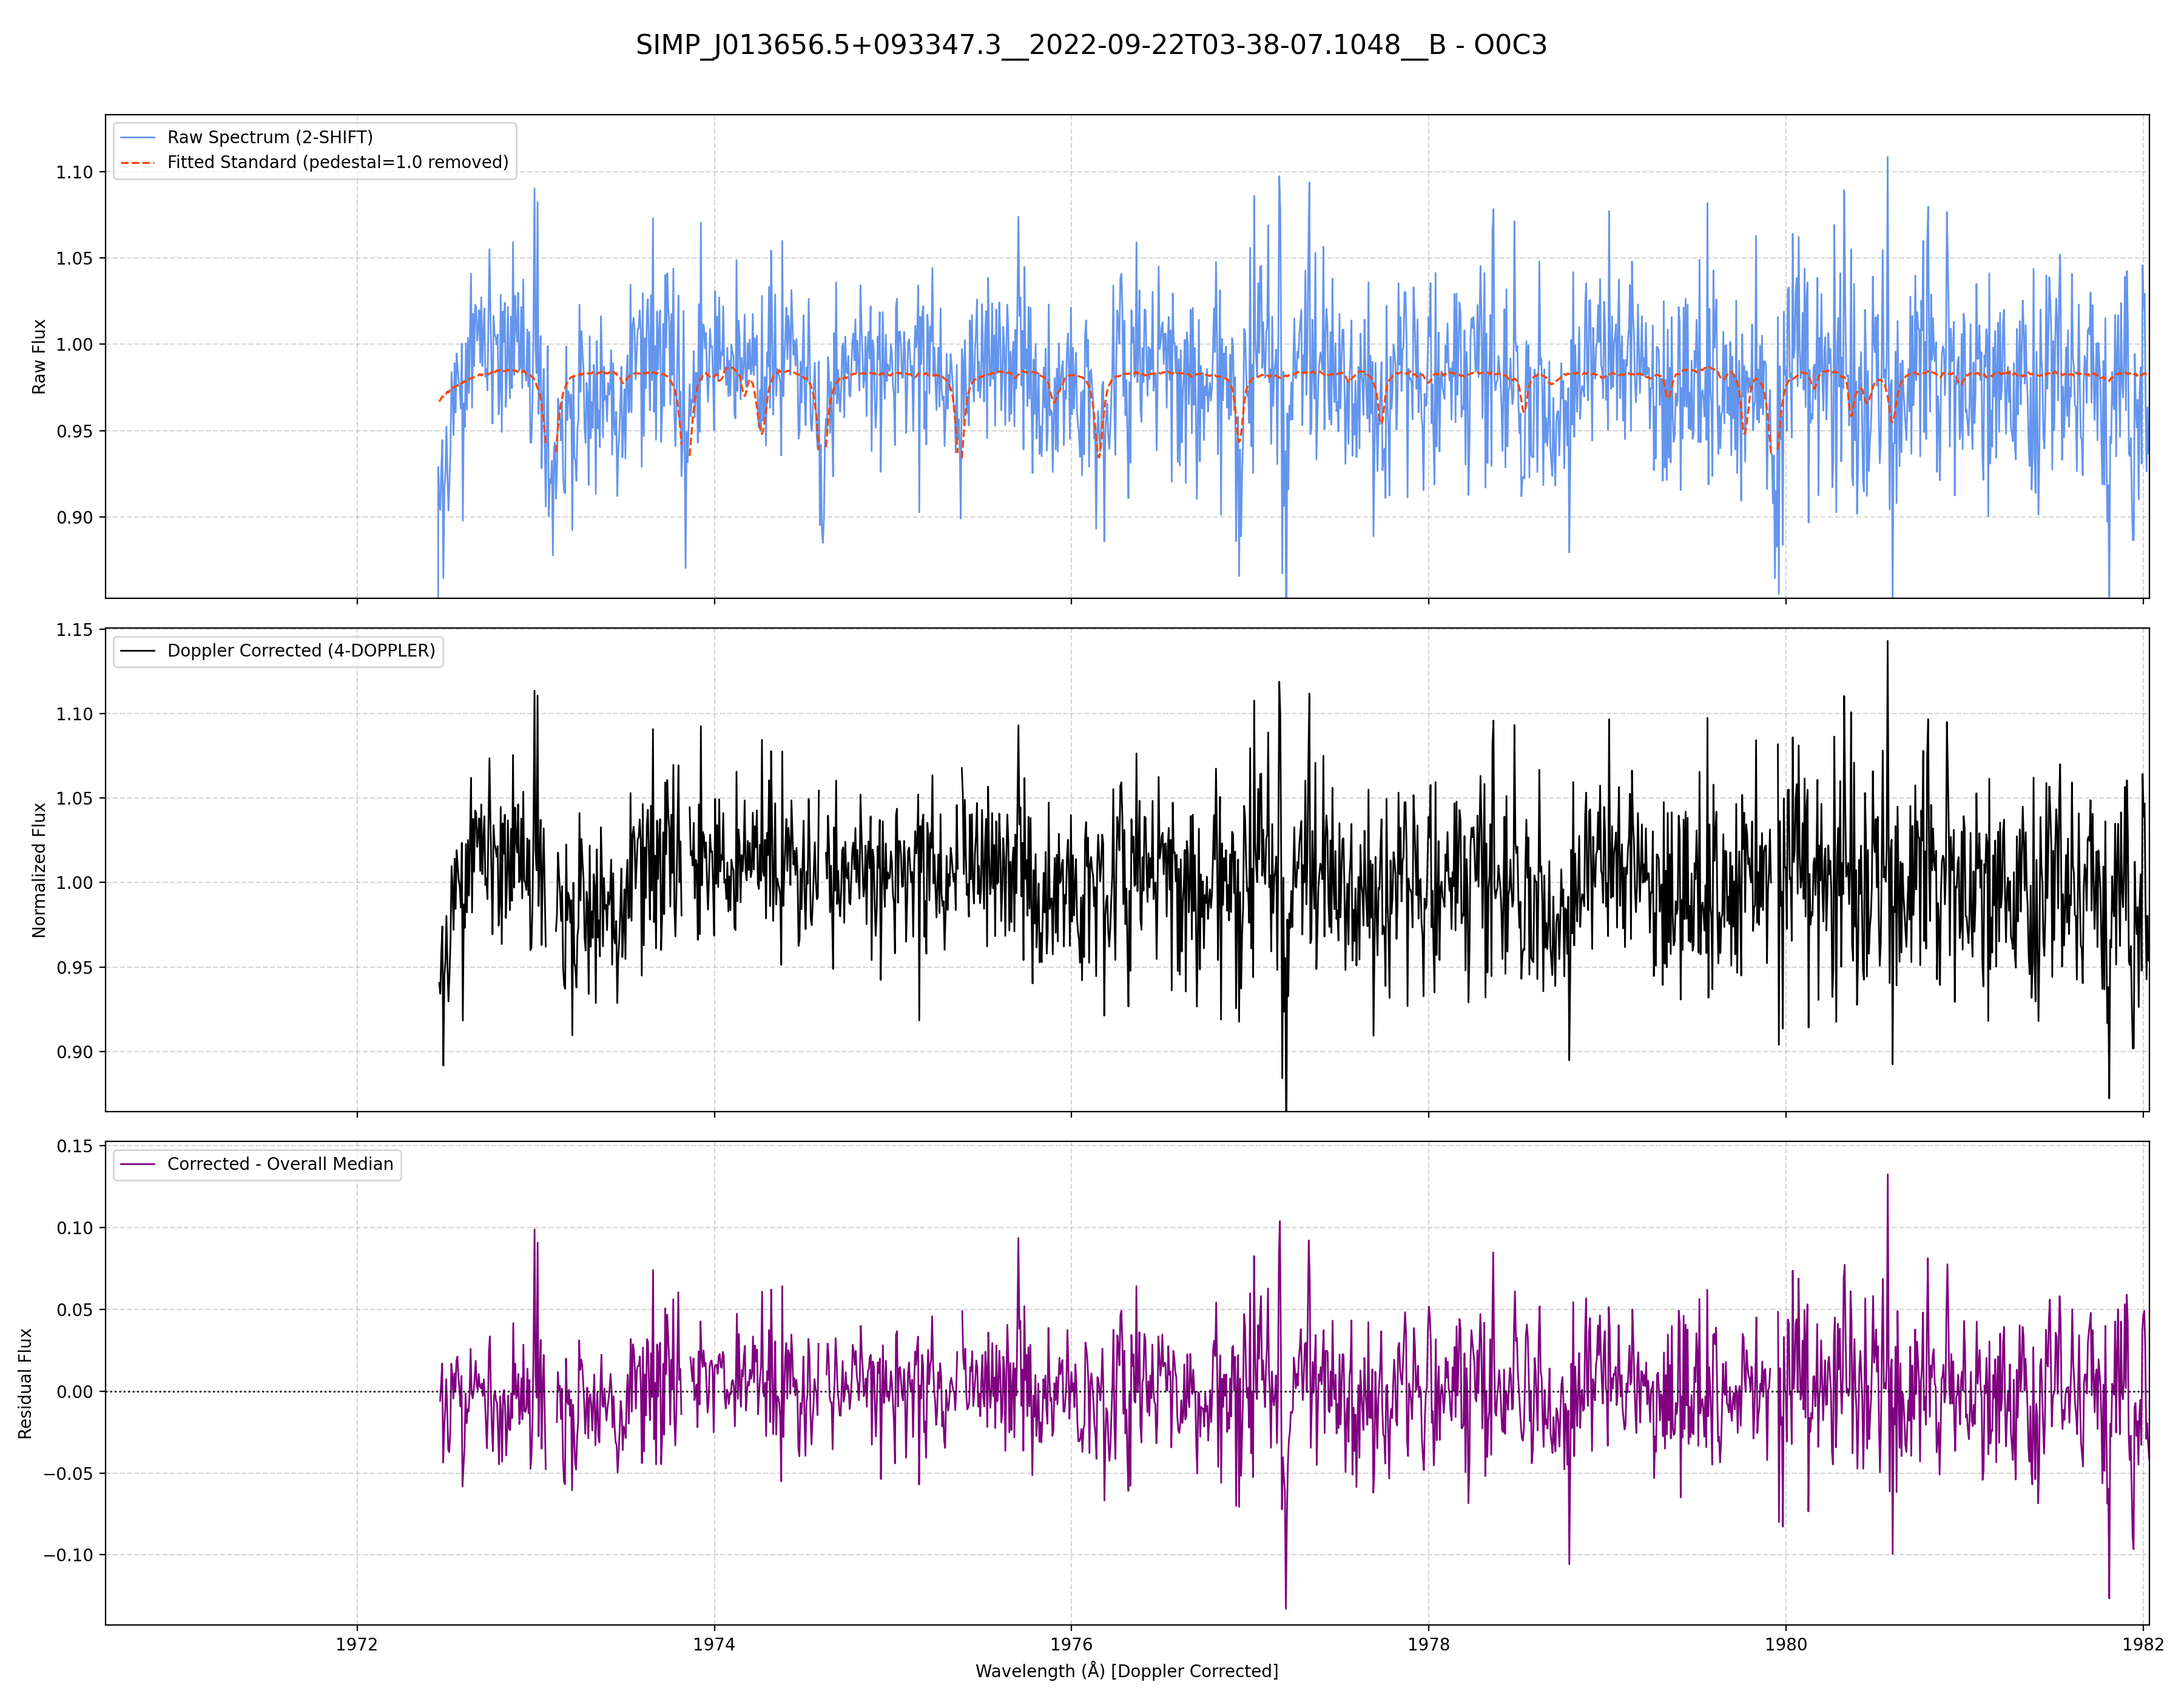 SIMP_J013656.5+093347.3__2022-09-22T03-38-07.1048__B - O0C3
Raw Spectrum (2-SHIFT)
Fitted Standard (pedestal=1.0 removed)
1.10
1.05
1.00
0.95
0.90
Raw Flux
Doppler Corrected (4-DOPPLER)
1.15
1.10
1.05
1.00
0.95
0.90
Normalized Flux
Corrected - Overall Median
0.15
0.10
0.05
0.00
−0.05
−0.10
Residual Flux
1972 1974 1976 1978 1980 1982
Wavelength (Å) [Doppler Corrected]